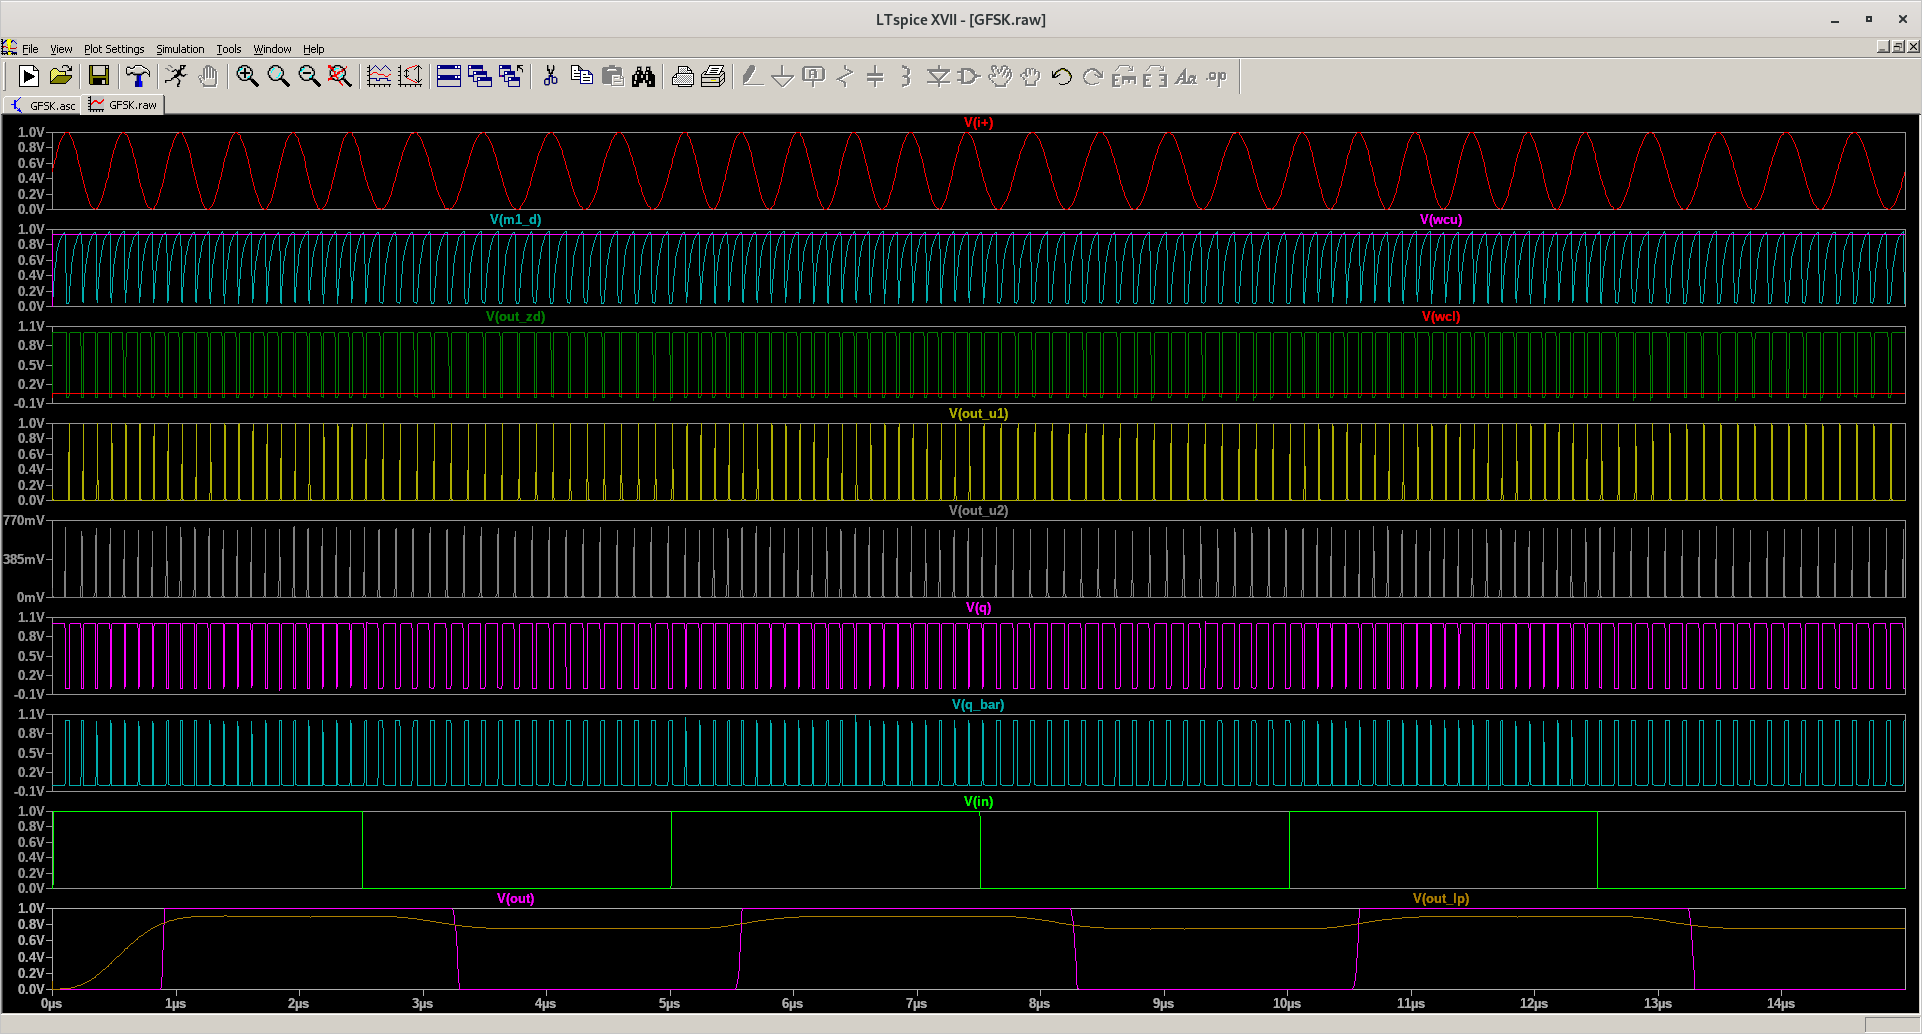 LTspice XVII - [GFSK.raw]
File View Plot Settings Simulation Tools Window Help
GFSK.asc GFSK.raw
V(i+)
1.0V
0.8V
0.6V
0.4V
0.2V
0.0V
V(m1_d) V(wcu)
1.0V
0.8V
0.6V
0.4V
0.2V
0.0V
V(out_zd) V(wcl)
1.1V
0.8V
0.5V
0.2V
-0.1V
V(out_u1)
1.0V
0.8V
0.6V
0.4V
0.2V
0.0V
V(out_u2)
770mV
385mV
0mV
V(q)
1.1V
0.8V
0.5V
0.2V
-0.1V
V(q_bar)
1.1V
0.8V
0.5V
0.2V
-0.1V
V(in)
1.0V
0.8V
0.6V
0.4V
0.2V
0.0V
V(out) V(out_lp)
1.0V
0.8V
0.6V
0.4V
0.2V
0.0V
0µs 1µs 2µs 3µs 4µs 5µs 6µs 7µs 8µs 9µs 10µs 11µs 12µs 13µs 14µs